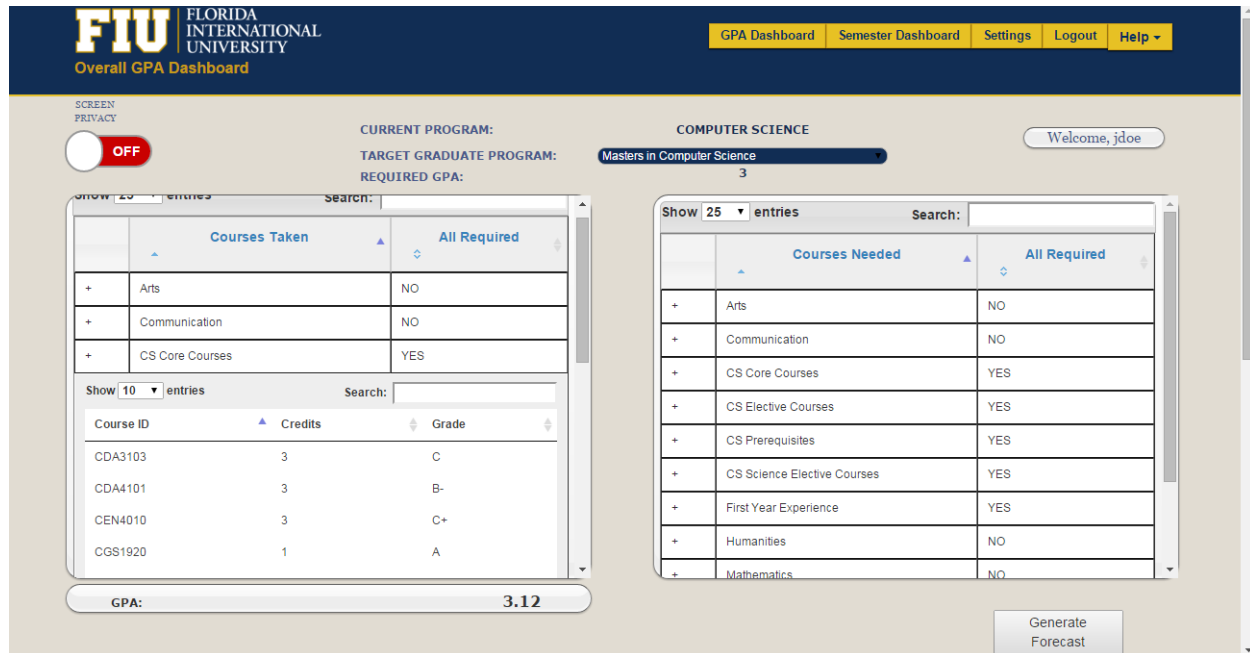 FIU
FLORIDA
INTERNATIONAL
UNIVERSITY
Overall GPA Dashboard
GPA Dashboard Semester Dashboard Settings Logout Help
SCREEN
PRIVACY
OFF
CURRENT PROGRAM: COMPUTER SCIENCE
TARGET GRADUATE PROGRAM: Masters in Computer Science
REQUIRED GPA: 3
Welcome, jdoe
Show 25 entries Search:
Courses Taken All Required
+ Arts NO
+ Communication NO
+ CS Core Courses YES
Show 10 entries Search:
Course ID Credits Grade
CDA3103 3 C
CDA4101 3 B-
CEN4010 3 C+
CGS1920 1 A
GPA: 3.12
Show 25 entries Search:
Courses Needed All Required
+ Arts NO
+ Communication NO
+ CS Core Courses YES
+ CS Elective Courses YES
+ CS Prerequisites YES
+ CS Science Elective Courses YES
+ First Year Experience YES
+ Humanities NO
+ Mathematics NO
Generate
Forecast